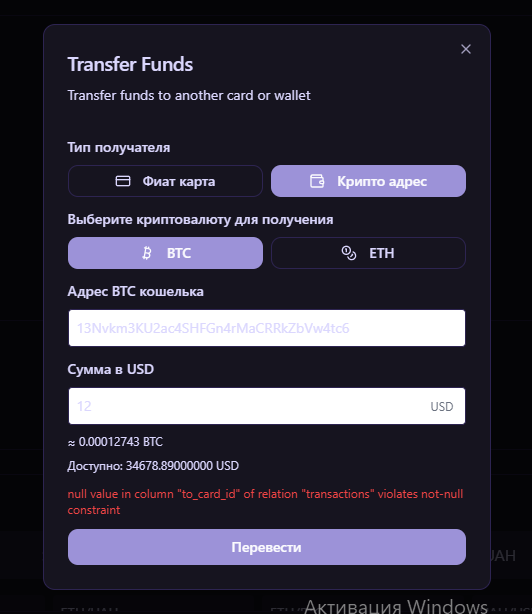 Transfer Funds
Transfer funds to another card or wallet
Тип получателя
Фиат карта
Крипто адрес
Выберите криптовалюту для получения
BTC
ETH
Адрес BTC кошелька
13Nvkm3KU2ac4SHFGn4rMaCRRkZbVw4tc6
Сумма в USD
12
USD
≈ 0.00012743 BTC
Доступно: 34678.89000000 USD
null value in column "to_card_id" of relation "transactions" violates not-null
constraint
Перевести
UAH
Активация Windows